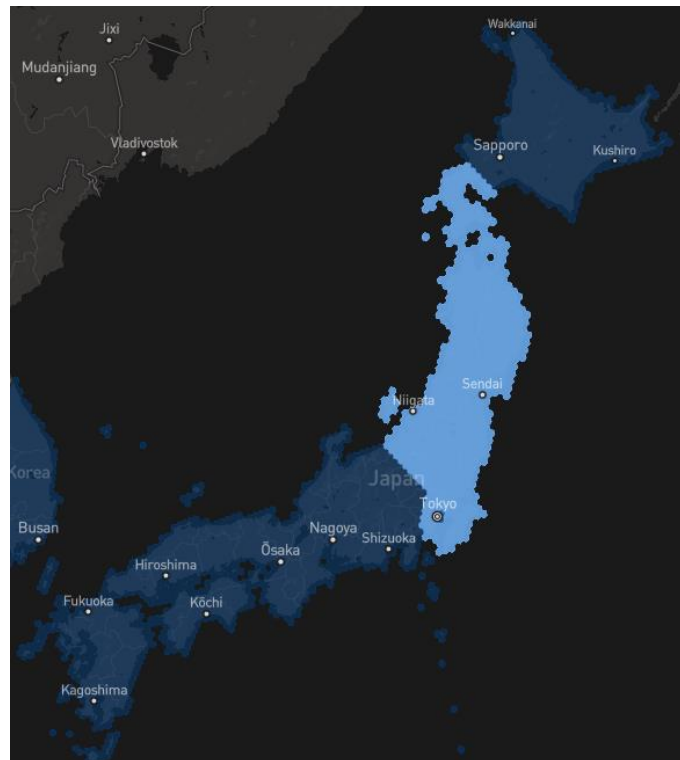 Jixi
Wakkanai
Mudanjiang
Vladivostok
Sapporo
Kushiro
Sendai
Niigata
Korea
Japan
Tokyo
Busan
Nagoya
Shizuoka
Ōsaka
Hiroshima
Fukuoka
Kōchi
Kagoshima